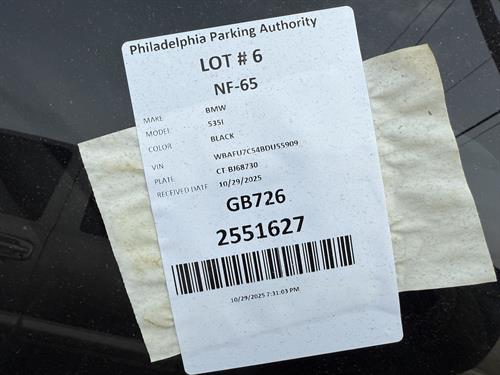 Philadelphia Parking Authority
LOT # 6
NF-65
MAKE BMW
MODEL 535I
COLOR BLACK
VIN WBAFU7C54BDU55909
PLATE CT BJ68730
RECEIVED DATE 10/29/2025
GB726
2551627
10/29/2025 7:31:03 PM